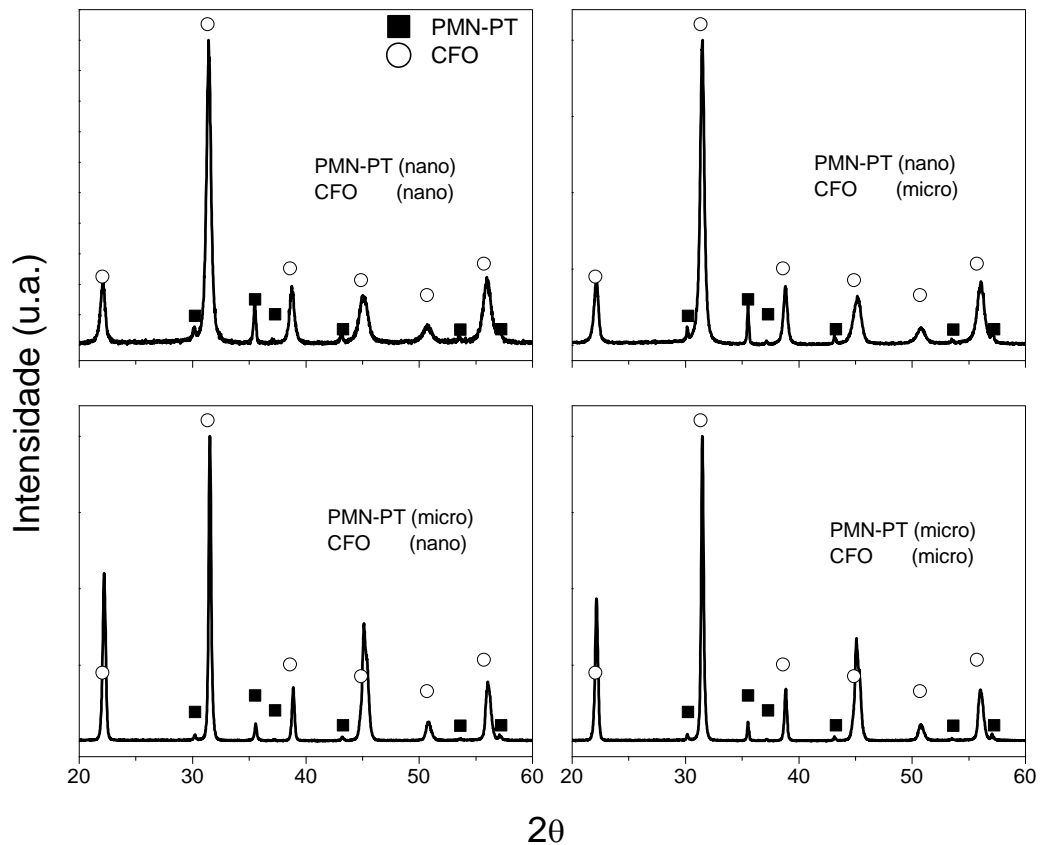 PMN-PT
CFO
PMN-PT (nano)
CFO (nano)
PMN-PT (nano)
CFO (micro)
Intensidade (u.a.)
PMN-PT (micro)
CFO (nano)
PMN-PT (micro)
CFO (micro)
20 30 40 50 60 20 30 40 50 60
2θ